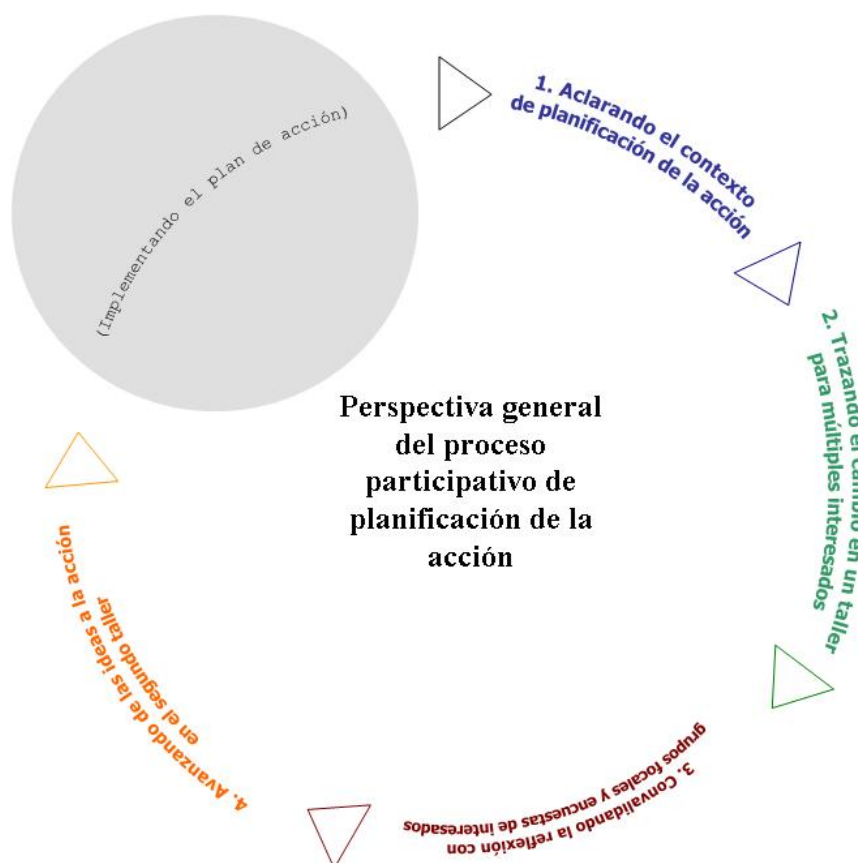 (Implementando el plan de acción)
1. Aclarando el contexto
de planificación de la acción
2. Trazando el cambio en un taller
para múltiples interesados
3. Convalidando la reflexión con
grupos focales y encuestas de interesados
4. Avanzando de las ideas a la acción
en el segundo taller
Perspectiva general
del proceso
participativo de
planificación de la
acción